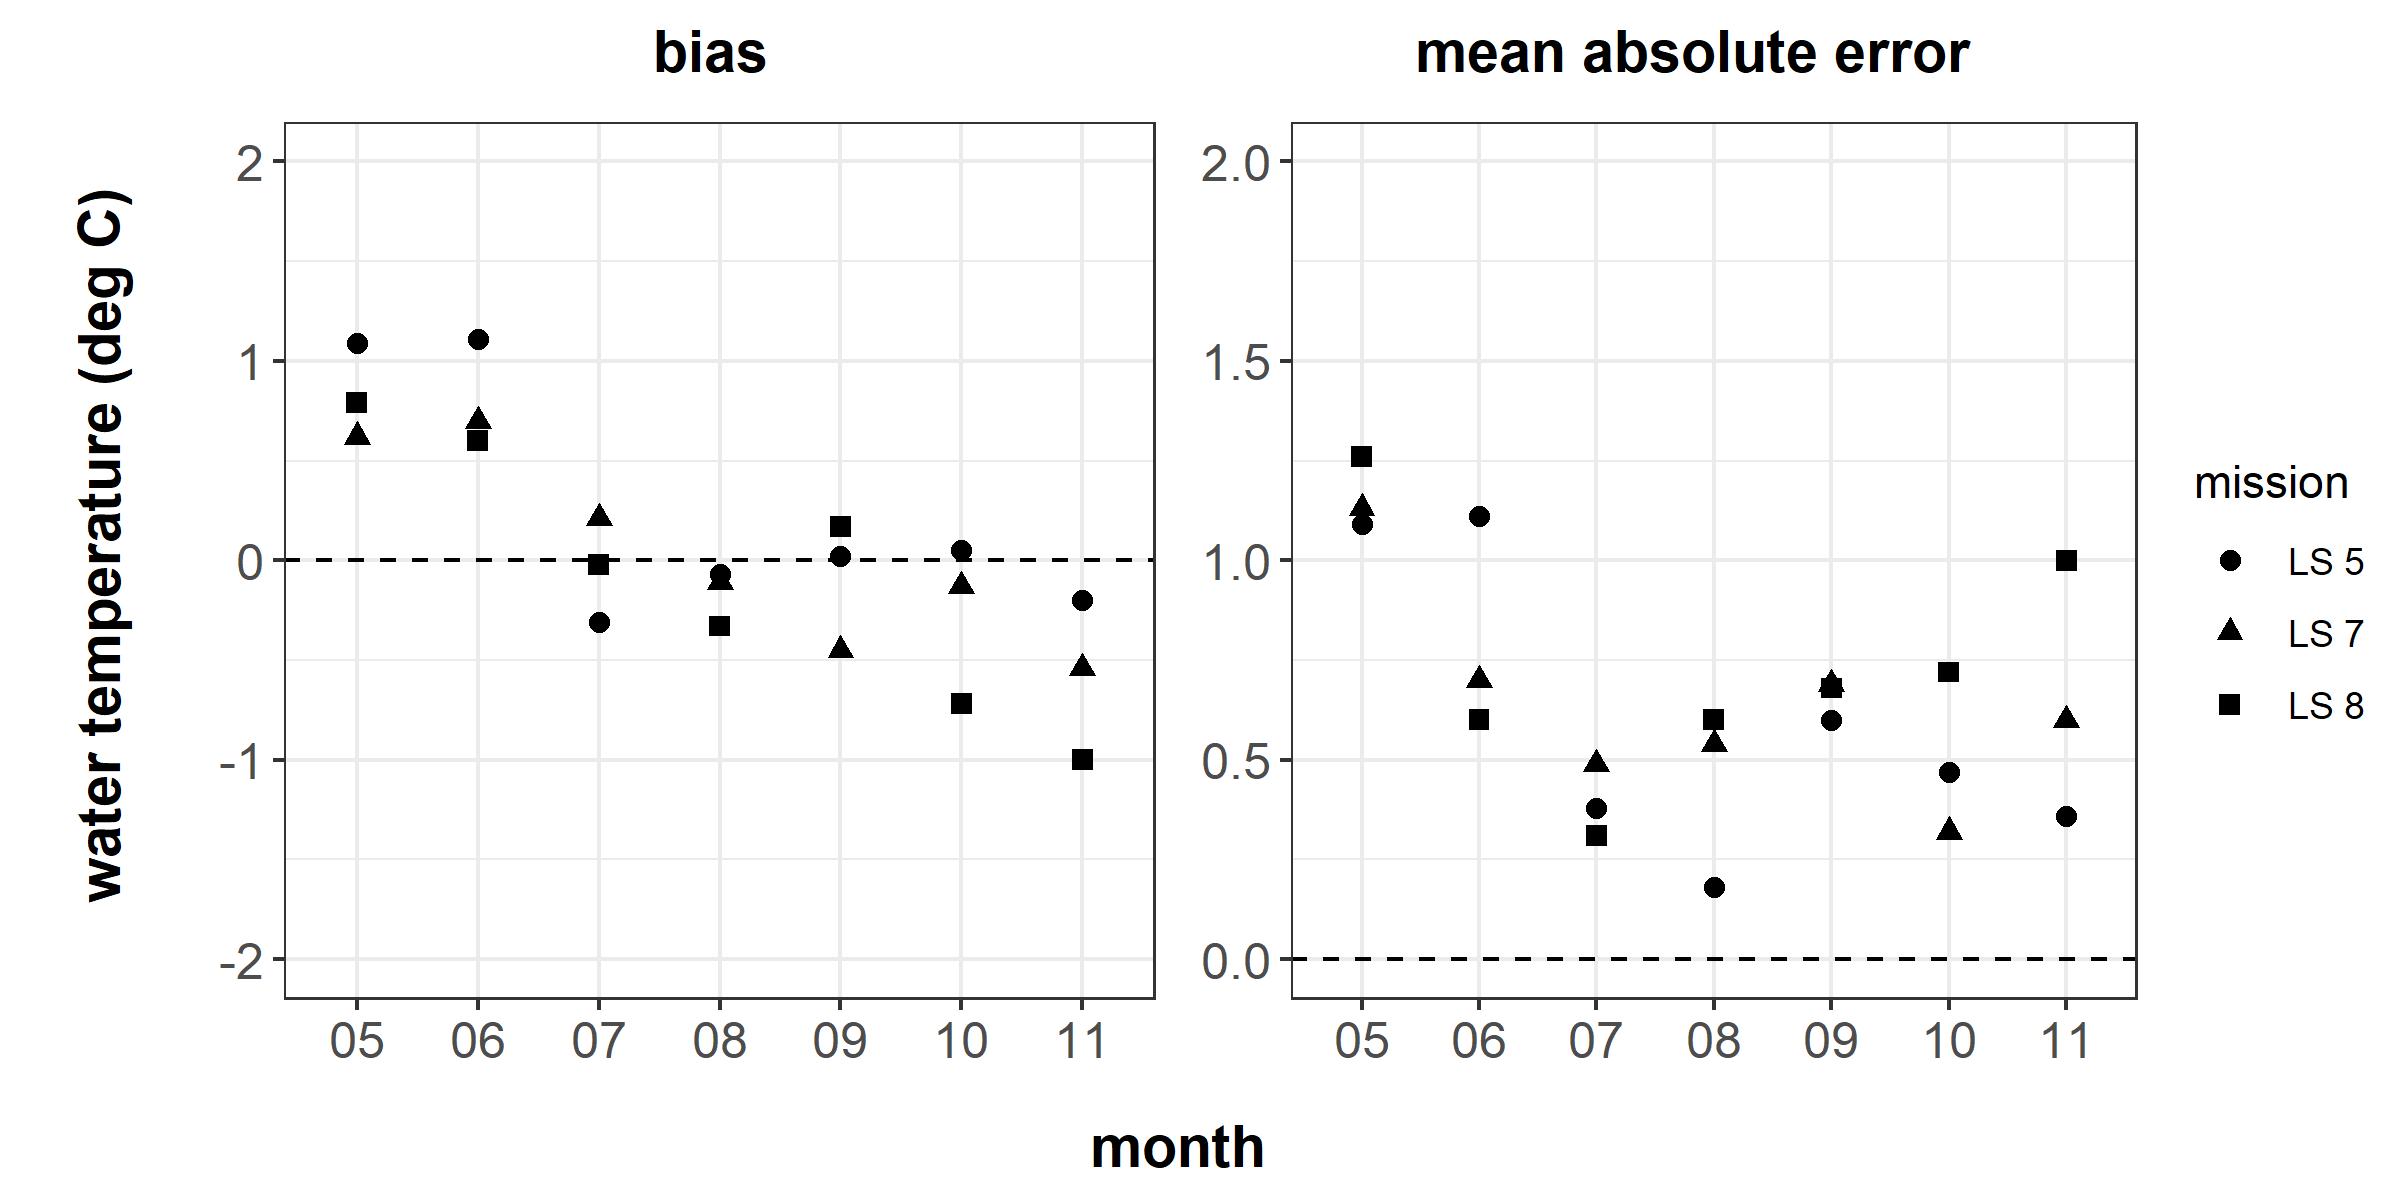 bias
mean absolute error
water temperature (deg C)
2
1
0
-1
-2
05 06 07 08 09 10 11
2.0
1.5
1.0
0.5
0.0
05 06 07 08 09 10 11
month
mission
LS 5
LS 7
LS 8